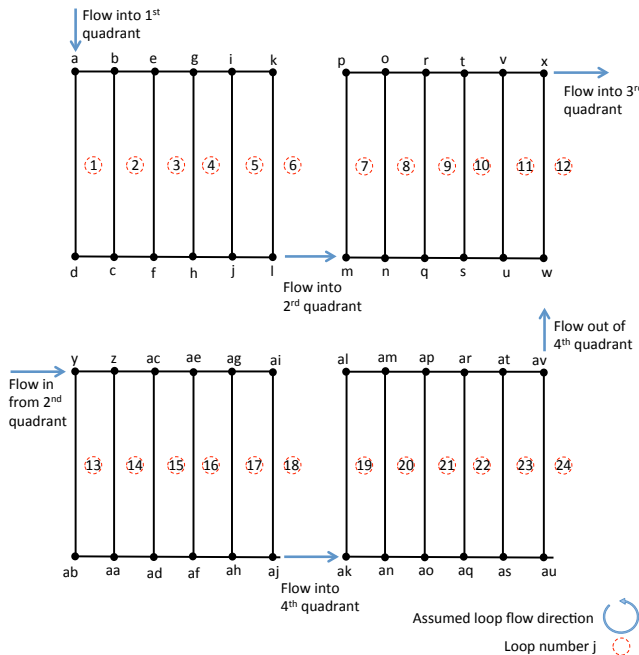 Flow into 1st
quadrant
a b e g i k
p o r t v x
Flow into 3rd
quadrant
1 2 3 4 5 6
7 8 9 10 11 12
d c f h j l
m n q s u w
Flow into
2rd quadrant
Flow out of
4th quadrant
y z ac ae ag ai
al am ap ar at av
Flow in
from 2nd
quadrant
13 14 15 16 17 18
19 20 21 22 23 24
ab aa ad af ah aj
ak an ao aq as au
Flow into
4th quadrant
Assumed loop flow direction
Loop number j